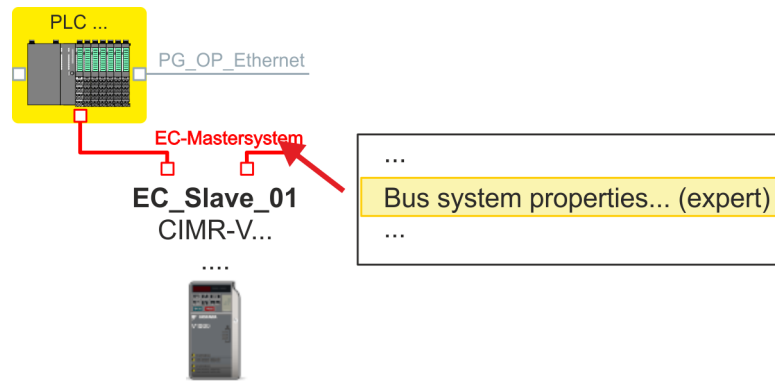 PLC ...
PG_OP_Ethernet
EC-Mastersystem
...
EC_Slave_01
Bus system properties... (expert)
CIMR-V...
...
....